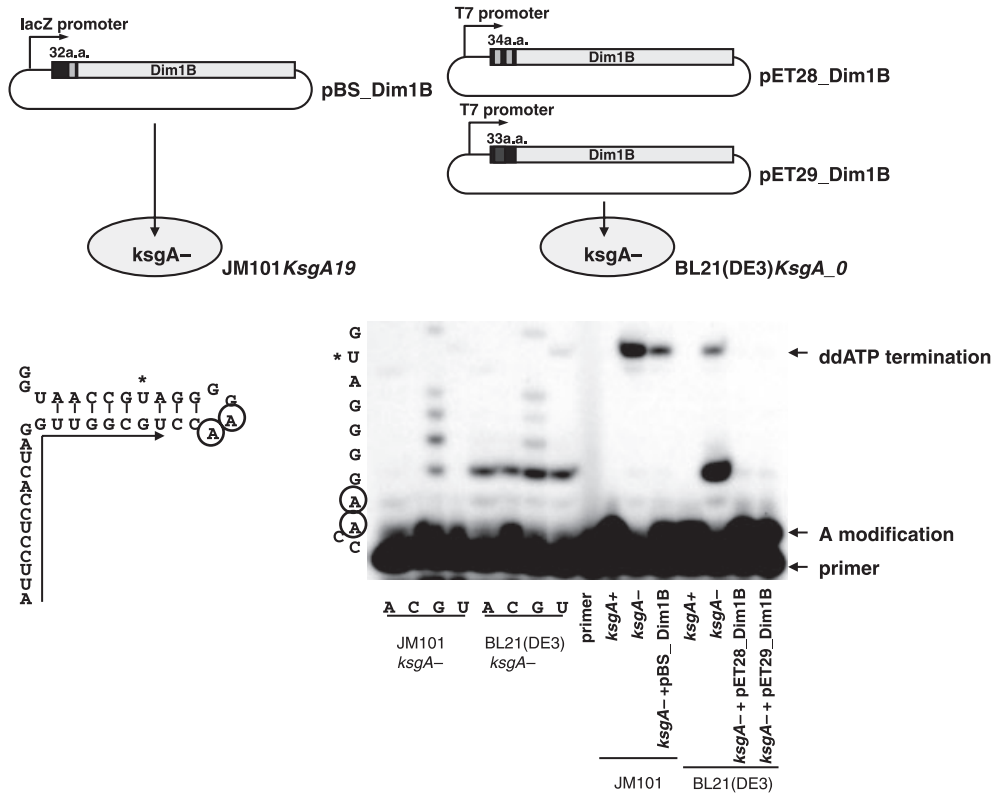 lacZ promoter
32a.a.
Dim1B
pBS_Dim1B
ksgA–
JM101KsgA19
T7 promoter
34a.a.
Dim1B
pET28_Dim1B
T7 promoter
33a.a.
Dim1B
pET29_Dim1B
ksgA–
BL21(DE3)KsgA_0
G
G
*
U A A C C G U A G G
G
G
A
A
G U U G G C G U C C
G
A
U
C
A
C
C
U
C
C
U
U
A
G
* U
A
G
G
G
G
A
A
C
C
ddATP termination
A modification
primer
A C G U A C G U
JM101
ksgA–
BL21(DE3)
ksgA–
primer
ksgA+
ksgA–
ksgA–+pBS_Dim1B
ksgA+
ksgA–
ksgA–+pET28_Dim1B
ksgA–+pET29_Dim1B
JM101
BL21(DE3)